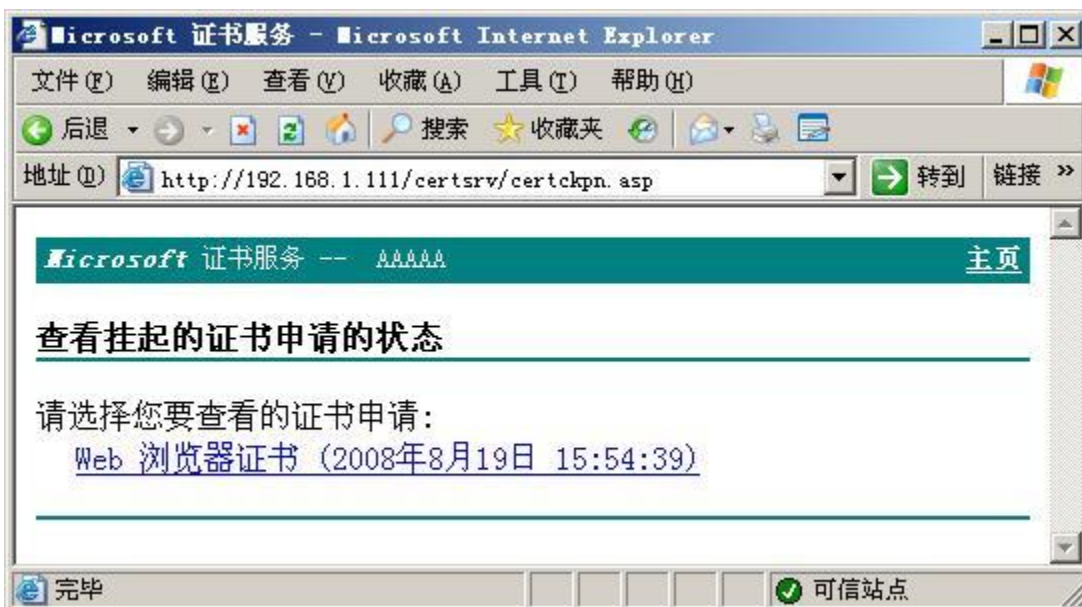 Microsoft 证书服务 - Microsoft Internet Explorer
文件(F) 编辑(E) 查看(V) 收藏(A) 工具(T) 帮助(H)
后退 搜索 收藏夹
地址(D) http://192.168.1.111/certsrv/certckpn.asp 转到 链接 »
Microsoft 证书服务 -- AAAAA 主页
查看挂起的证书申请的状态
请选择您要查看的证书申请:
Web 浏览器证书 (2008年8月19日 15:54:39)
完毕 可信站点